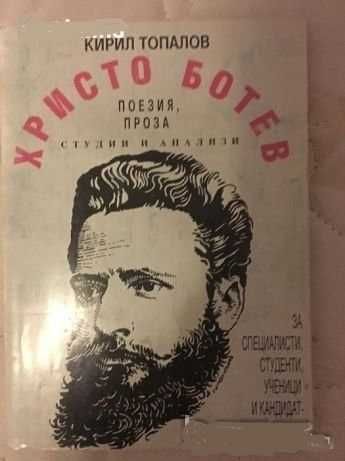 КИРИЛ ТОПАЛОВ
ХРИСТО БОТЕВ
ПОЕЗИЯ,
ПРОЗА
СТУДИИ И АНАЛИЗИ
ЗА
СПЕЦИАЛИСТИ,
СТУДЕНТИ,
УЧЕНИЦИ
И КАНДИДАТ-